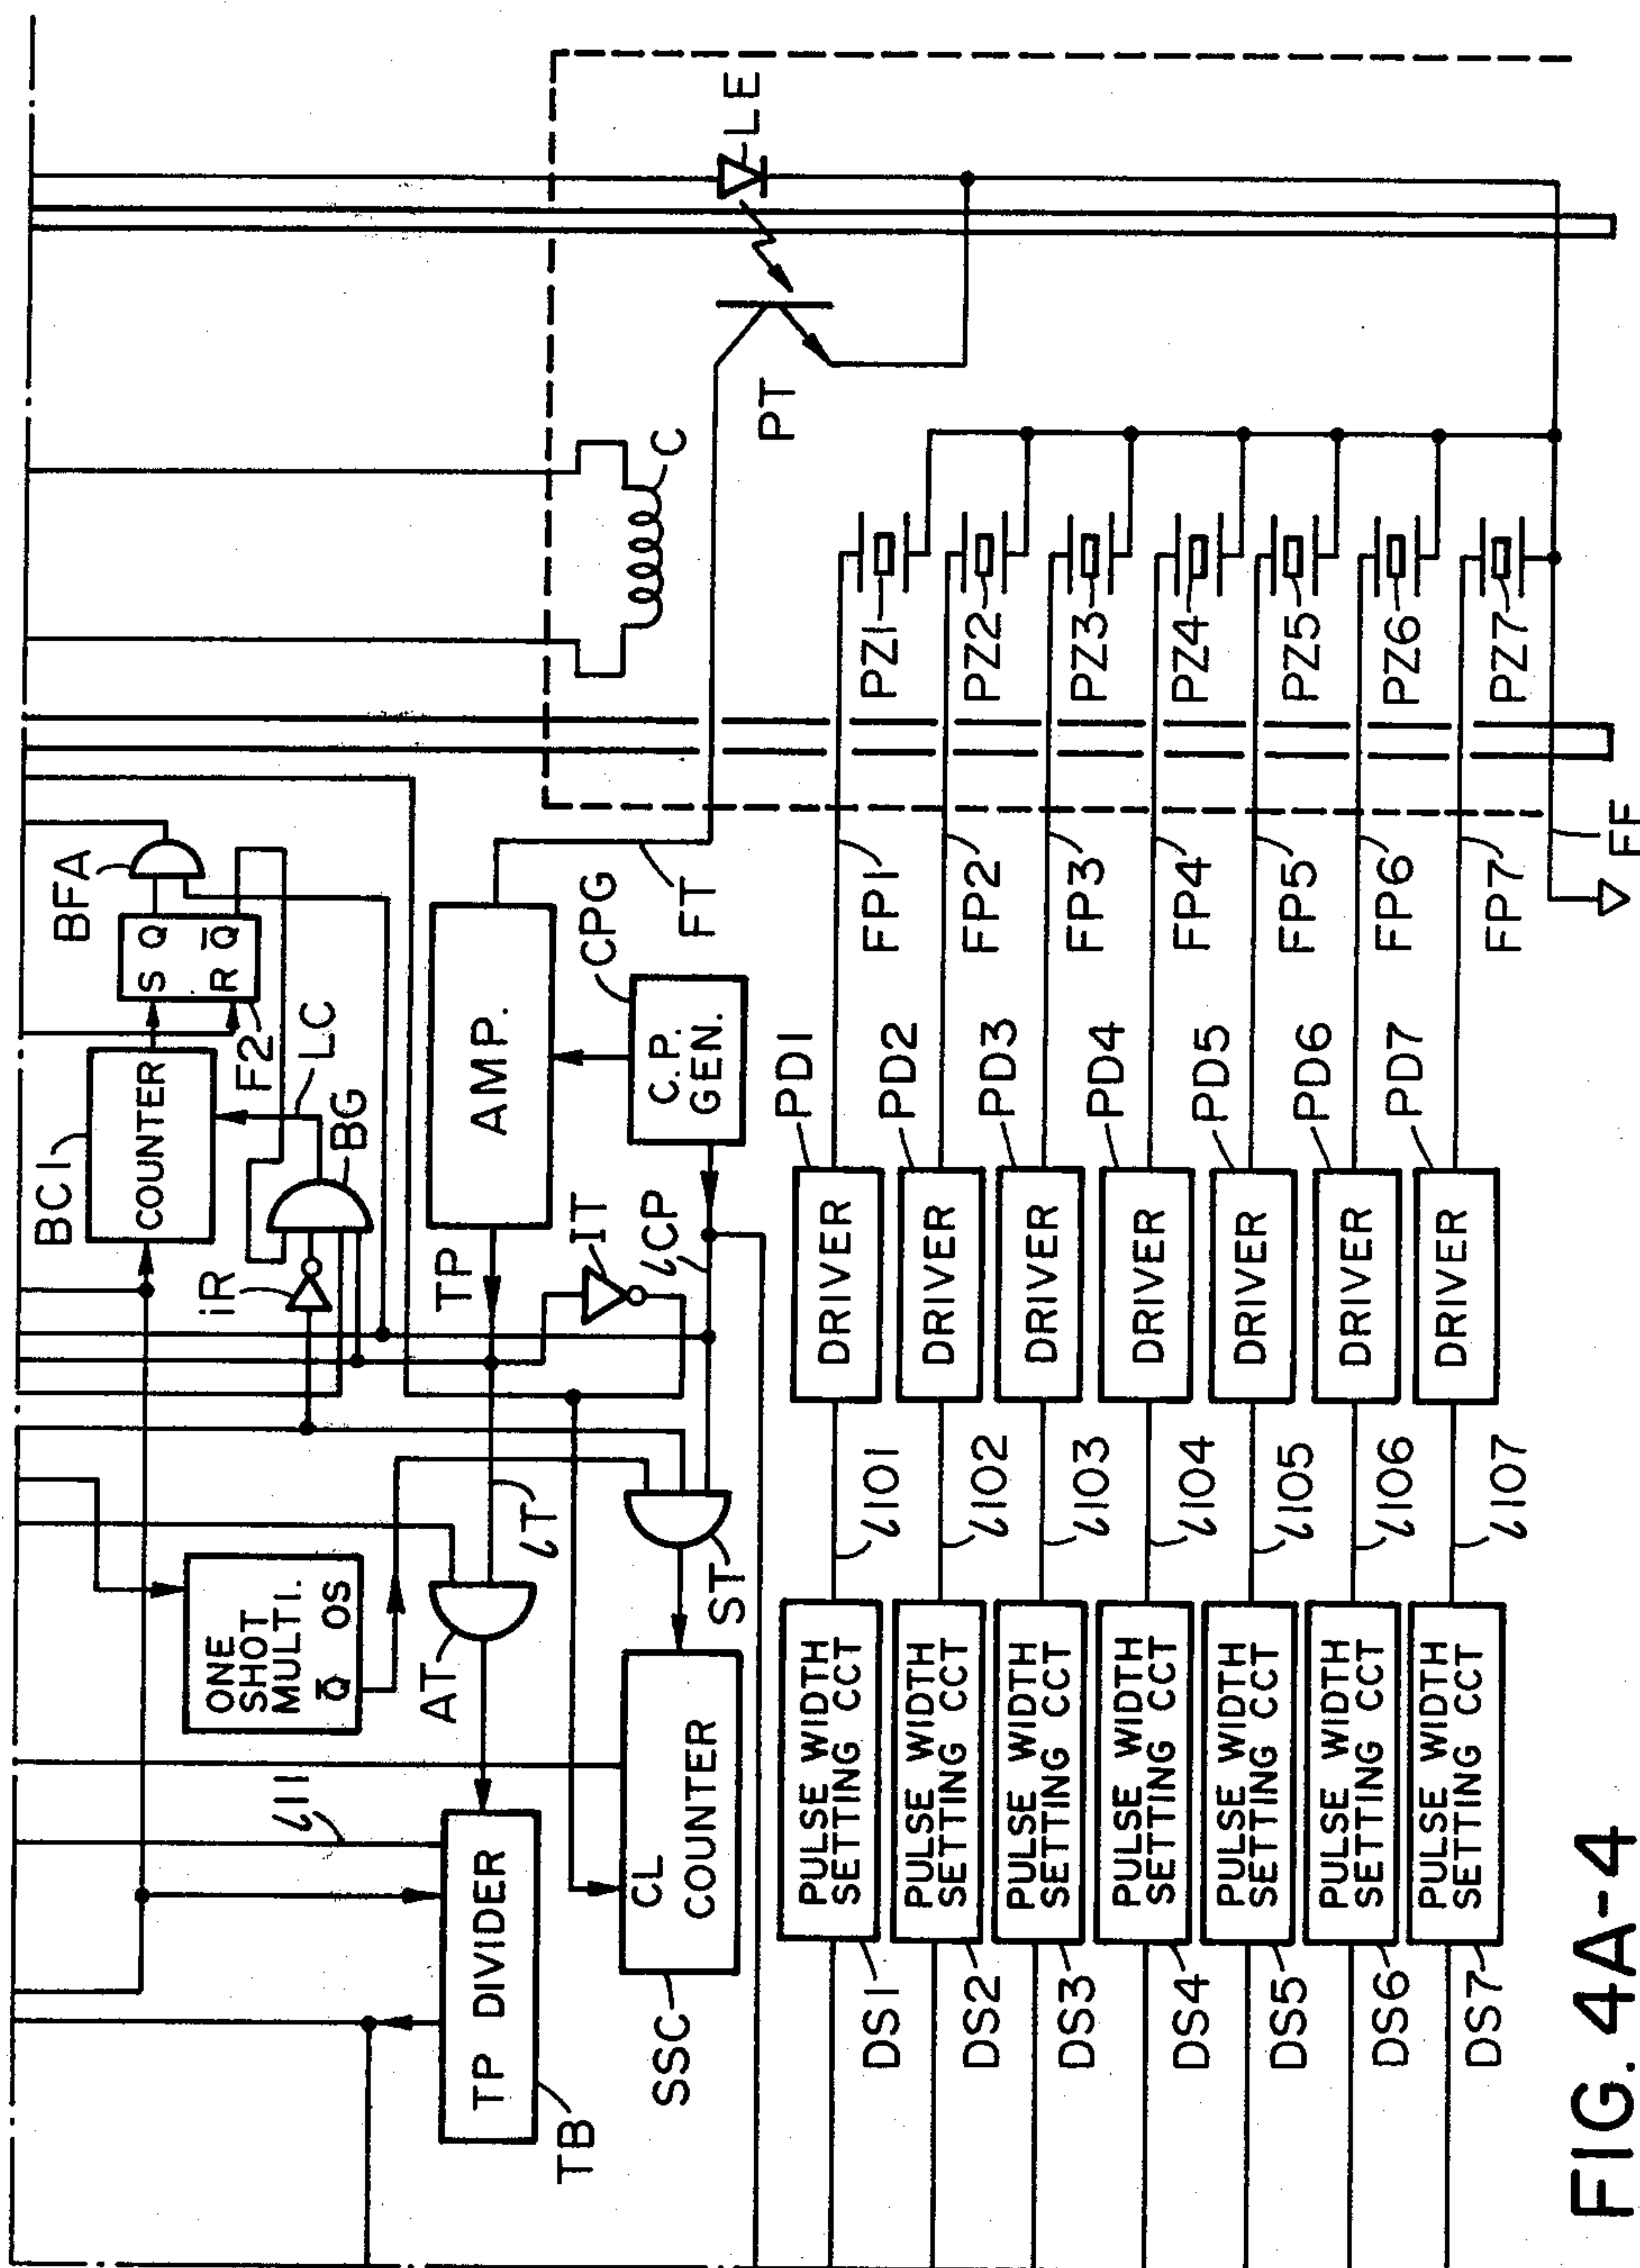 BC1
BFA
COUNTER
S Q
R Q̅
F2
LC
iR
BG
ONE
SHOT
MULTI.
Q̅ OS
ℓ111
TP DIVIDER
TB
AT
ℓT
TP
AMP.
FT
IT
ℓCP
C.P.
GEN.
CPG
ST
CL
COUNTER
SSC
C
LE
PT
PULSE WIDTH
SETTING CCT
DS1
ℓ101
DRIVER
PD1
FP1
PZ1
PULSE WIDTH
SETTING CCT
DS2
ℓ102
DRIVER
PD2
FP2
PZ2
PULSE WIDTH
SETTING CCT
DS3
ℓ103
DRIVER
PD3
FP3
PZ3
PULSE WIDTH
SETTING CCT
DS4
ℓ104
DRIVER
PD4
FP4
PZ4
PULSE WIDTH
SETTING CCT
DS5
ℓ105
DRIVER
PD5
FP5
PZ5
PULSE WIDTH
SETTING CCT
DS6
ℓ106
DRIVER
PD6
FP6
PZ6
PULSE WIDTH
SETTING CCT
DS7
ℓ107
DRIVER
PD7
FP7
PZ7
FF
FIG. 4A-4